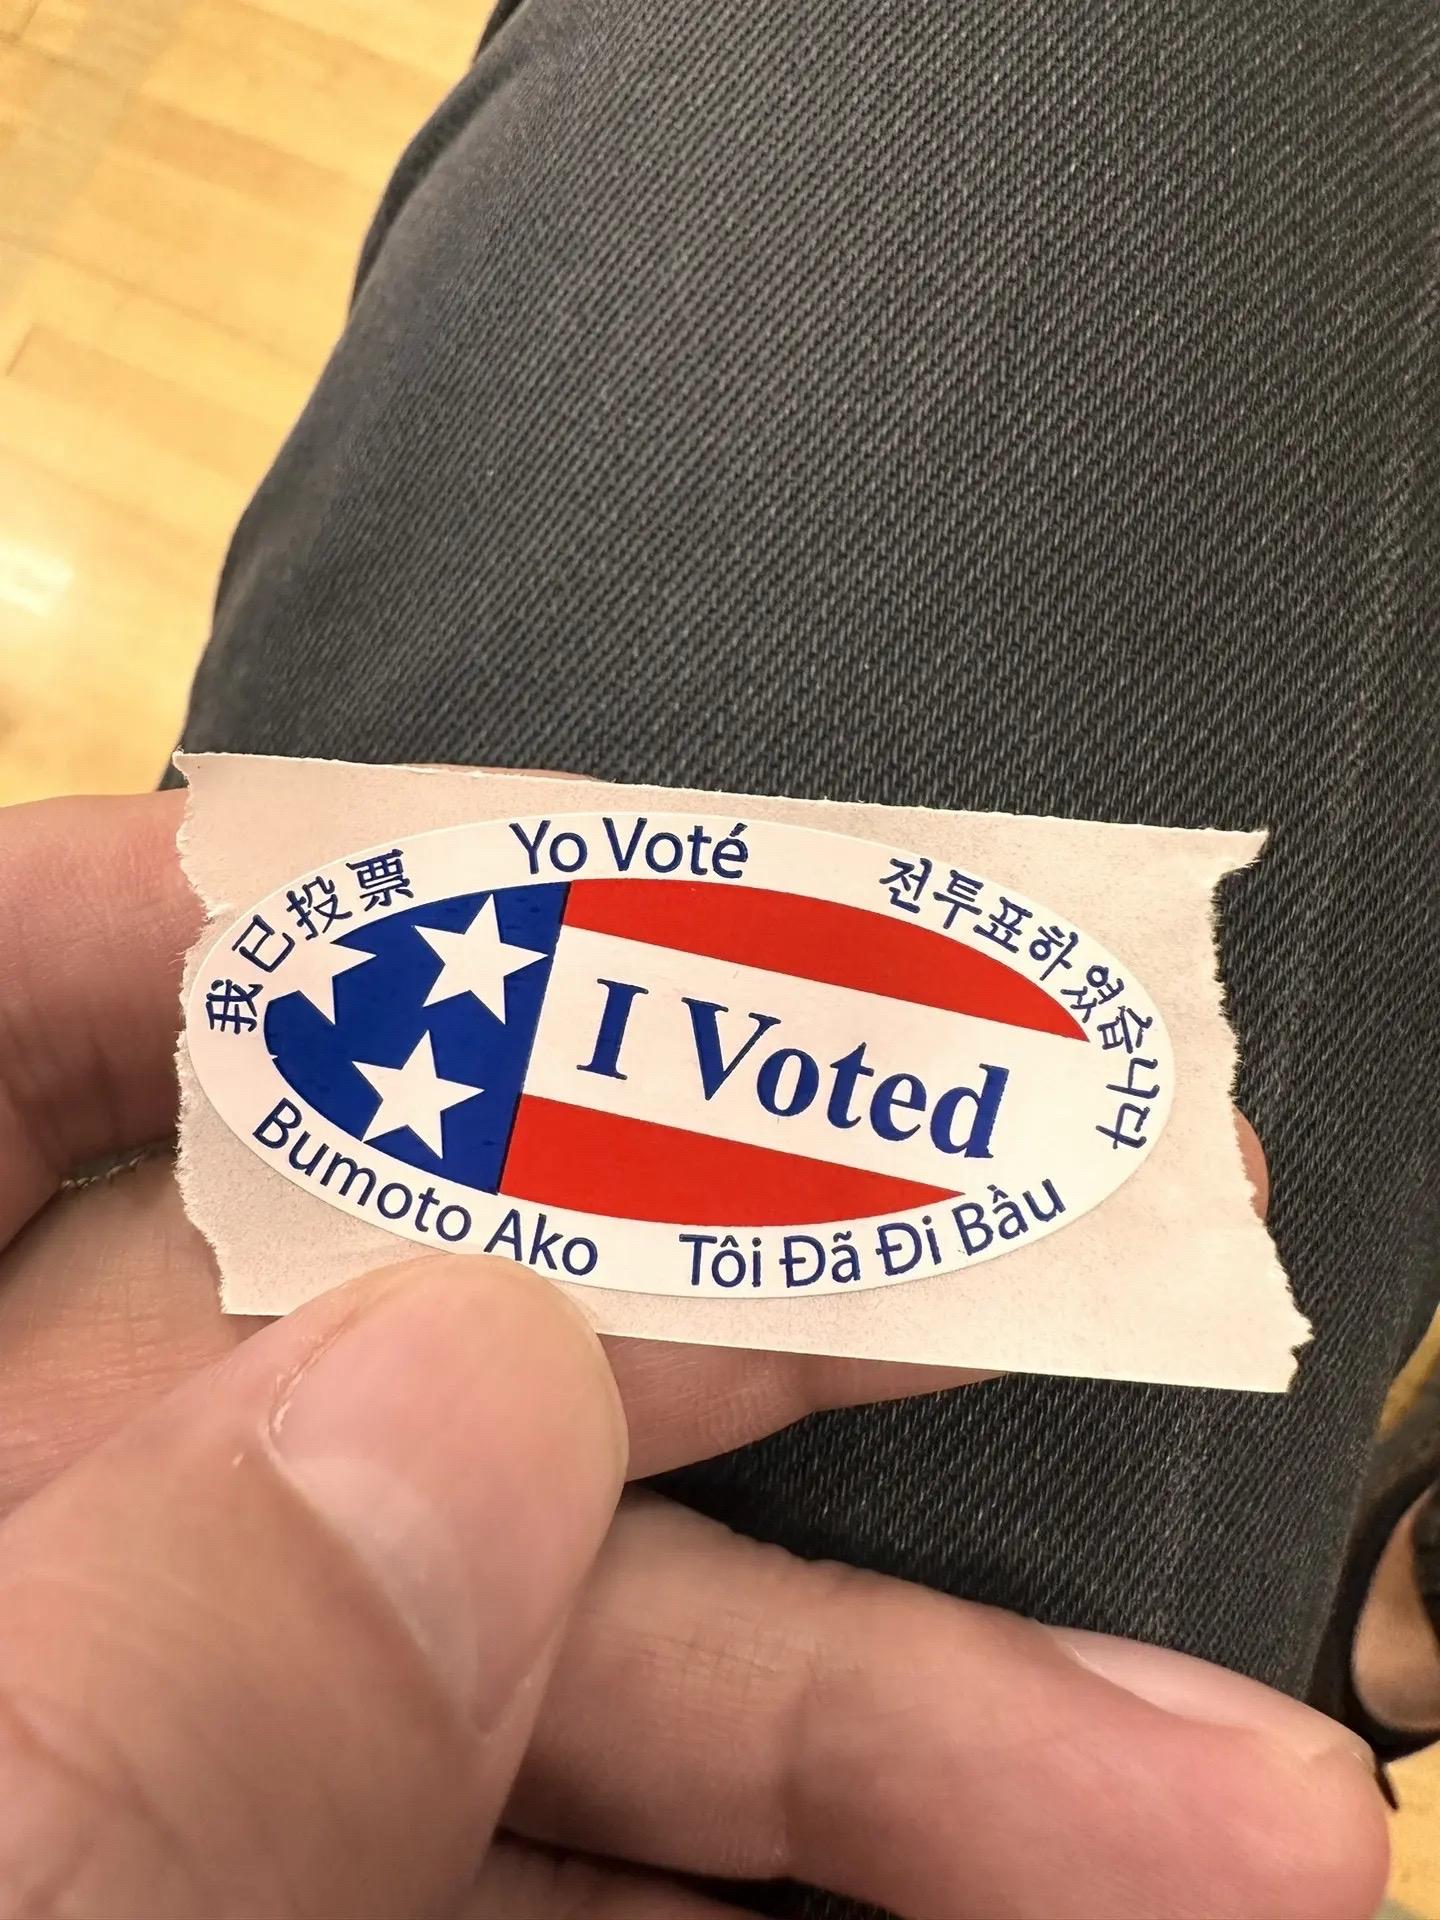 我已投票
Yo Voté
전투표하였습니다
I Voted
Bumoto Ako
Tôi Đã Đi Bầu